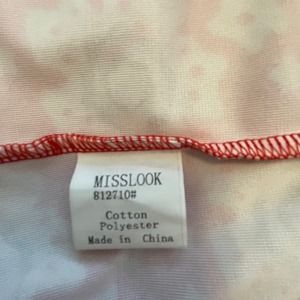 MISSLOOK
812710#
Cotton
Polyester
Made in China